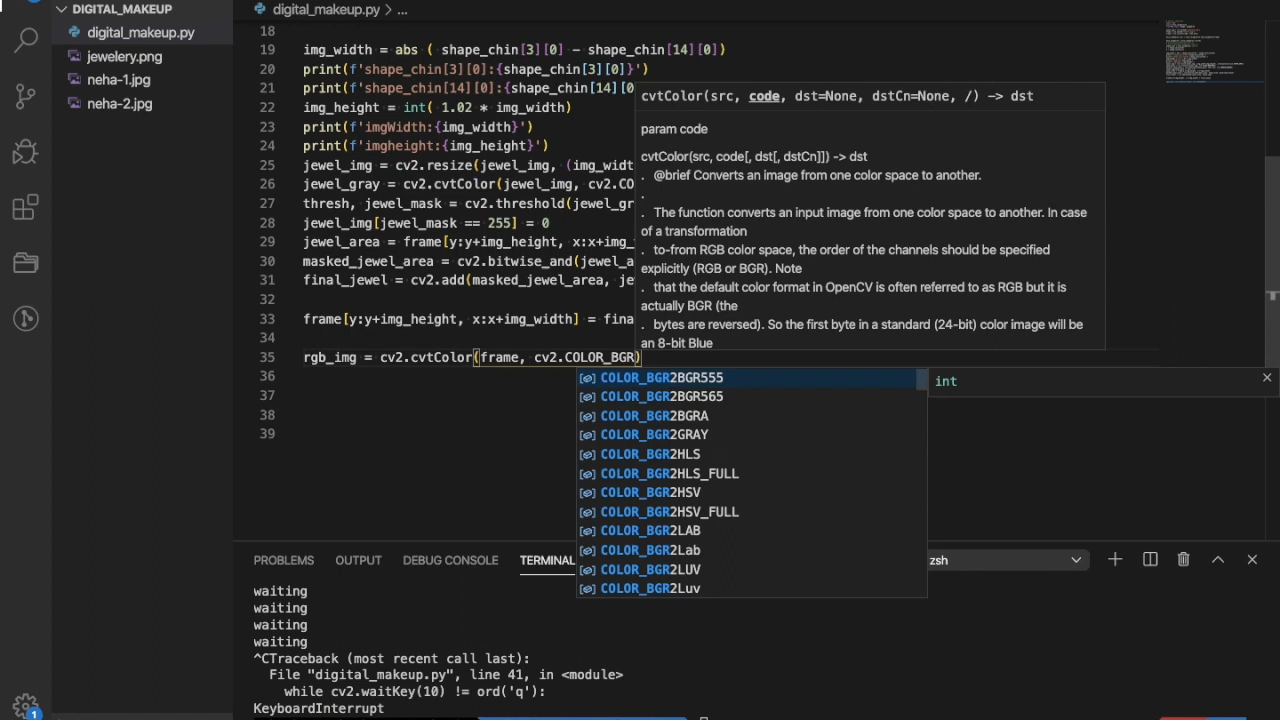 DIGITAL_MAKEUP
digital_makeup.py
jewelery.png
neha-1.jpg
neha-2.jpg
digital_makeup.py > ...
18
19 img_width = abs ( shape_chin[3][0] - shape_chin[14][0])
20 print(f'shape_chin[3][0]:{shape_chin[3][0]}')
21 print(f'shape_chin[14][0]:{shape_chin[14][0
22 img_height = int( 1.02 * img_width)
23 print(f'imgWidth:{img_width}')
24 print(f'imgheight:{img_height}')
25 jewel_img = cv2.resize(jewel_img, (img_widt
26 jewel_gray = cv2.cvtColor(jewel_img, cv2.CO
27 thresh, jewel_mask = cv2.threshold(jewel_gr
28 jewel_img[jewel_mask == 255] = 0
29 jewel_area = frame[y:y+img_height, x:x+img_
30 masked_jewel_area = cv2.bitwise_and(jewel_a
31 final_jewel = cv2.add(masked_jewel_area, je
32
33 frame[y:y+img_height, x:x+img_width] = fina
34
35 rgb_img = cv2.cvtColor(frame, cv2.COLOR_BGR)
36
37
38
39
cvtColor(src, code, dst=None, dstCn=None, /) -> dst
param code
cvtColor(src, code[, dst[, dstCn]]) -> dst
. @brief Converts an image from one color space to another.
.
. The function converts an input image from one color space to another. In case
of a transformation
. to-from RGB color space, the order of the channels should be specified
explicitly (RGB or BGR). Note
. that the default color format in OpenCV is often referred to as RGB but it is
actually BGR (the
. bytes are reversed). So the first byte in a standard (24-bit) color image will be
an 8-bit Blue
COLOR_BGR2BGR555
COLOR_BGR2BGR565
COLOR_BGR2BGRA
COLOR_BGR2GRAY
COLOR_BGR2HLS
COLOR_BGR2HLS_FULL
COLOR_BGR2HSV
COLOR_BGR2HSV_FULL
COLOR_BGR2LAB
COLOR_BGR2Lab
COLOR_BGR2LUV
COLOR_BGR2Luv
int
PROBLEMS OUTPUT DEBUG CONSOLE TERMINAL zsh
waiting
waiting
waiting
waiting
^CTraceback (most recent call last):
File "digital_makeup.py", line 41, in <module>
while cv2.waitKey(10) != ord('q'):
KeyboardInterrupt
1